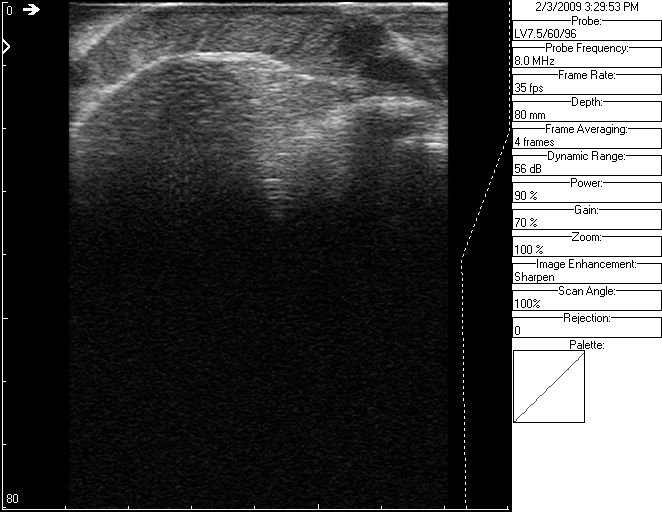 0
80
2/3/2009 3:29:53 PM
Probe:
LV7.5/60/96
Probe Frequency:
8.0 MHz
Frame Rate:
35 fps
Depth:
80 mm
Frame Averaging:
4 frames
Dynamic Range:
56 dB
Power:
90 %
Gain:
70 %
Zoom:
100 %
Image Enhancement:
Sharpen
Scan Angle:
100%
Rejection:
0
Palette: